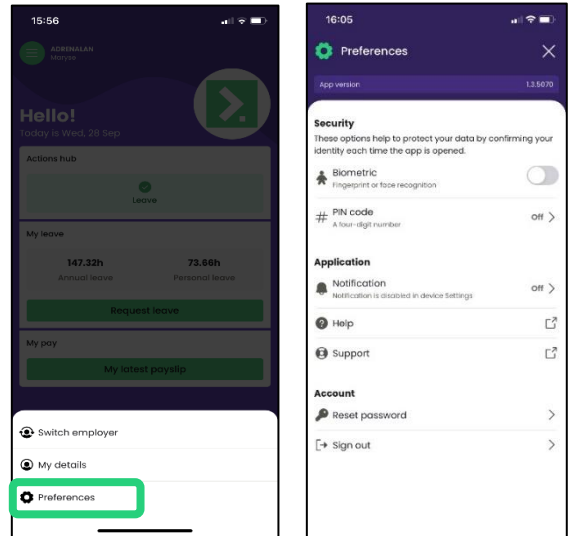 15:56
ADRENALAN
Maryse
Hello!
Today is Wed, 28 Sep
Actions hub
Leave
My leave
147.32h
73.66h
Annual leave
Personal leave
Request leave
My pay
My latest payslip
Switch employer
My details
Preferences
16:05
Preferences
App version
1.3.5070
Security
These options help to protect your data by confirming your
identity each time the app is opened.
Biometric
Fingerprint or face recognition
PIN code
A four-digit number
Off
Application
Notification
Notification is disabled in device Settings
Off
Help
Support
Account
Reset password
Sign out